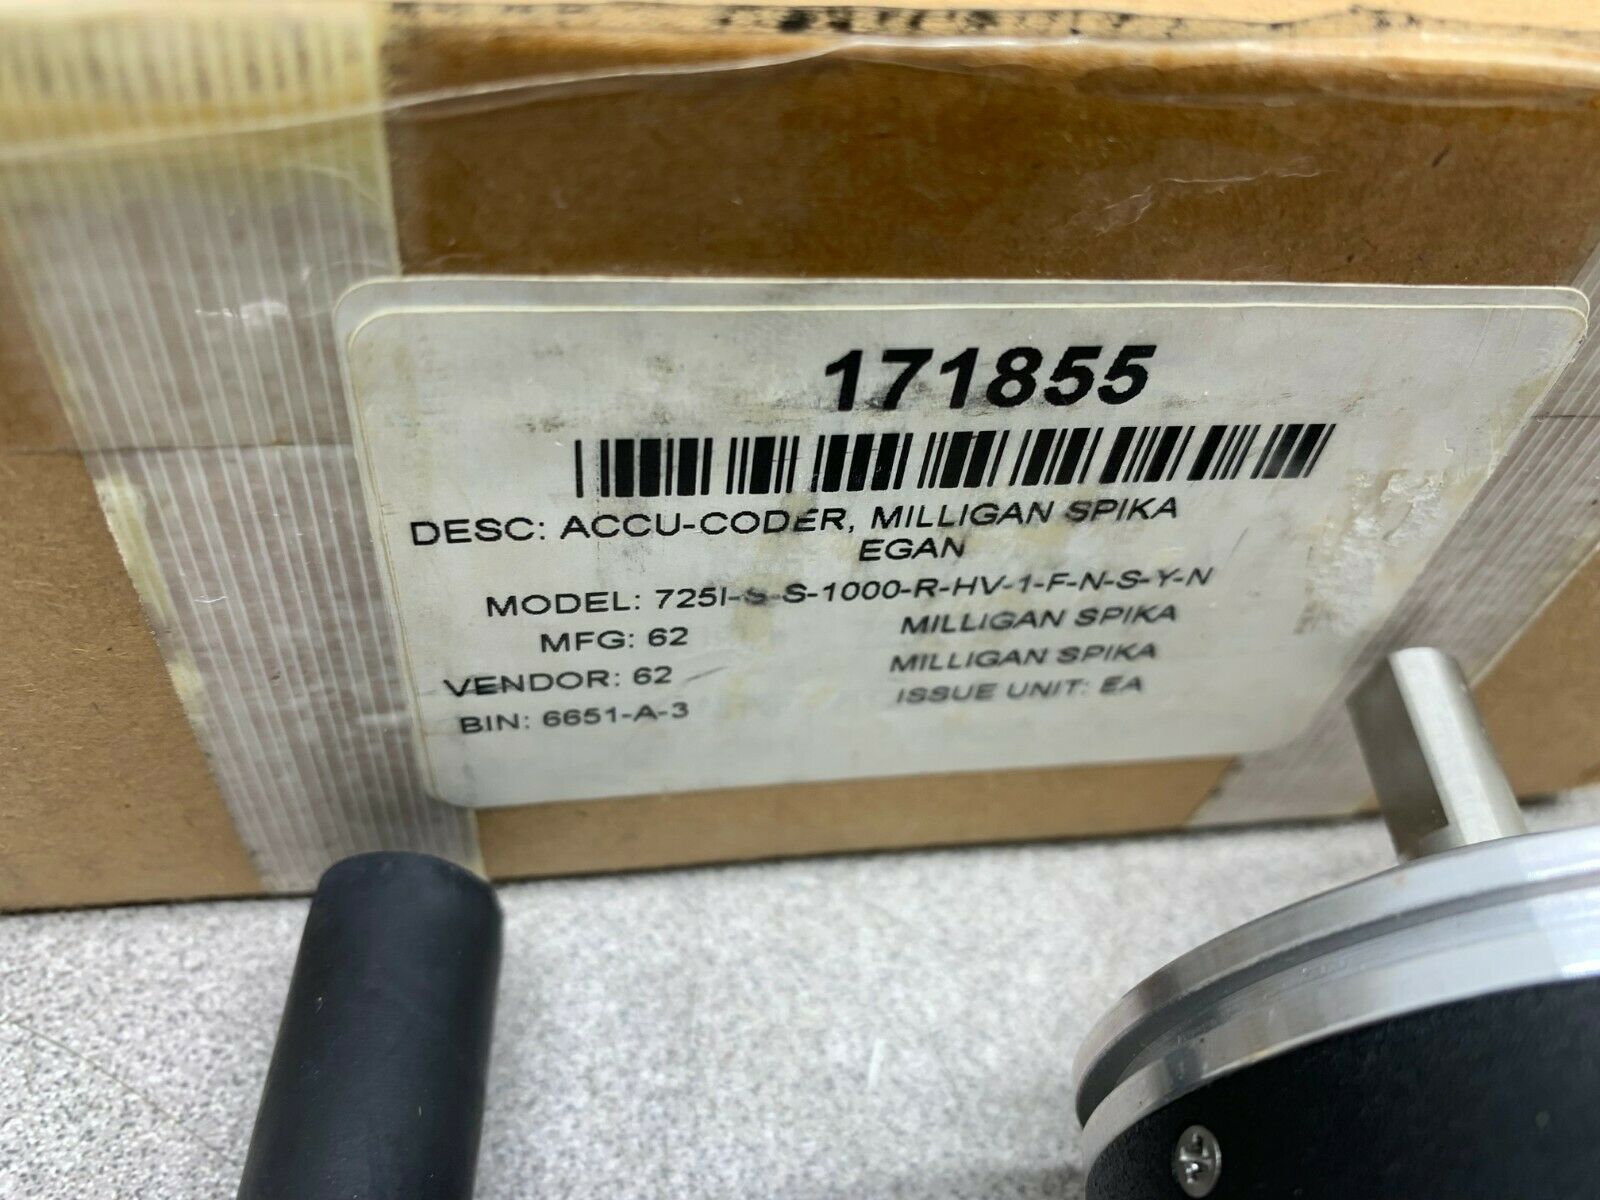 171855
DESC: ACCU-CODER, MILLIGAN SPIKA
EGAN
MODEL: 725I-S-S-1000-R-HV-1-F-N-S-Y-N
MFG: 62 MILLIGAN SPIKA
VENDOR: 62 MILLIGAN SPIKA
BIN: 6651-A-3 ISSUE UNIT: EA